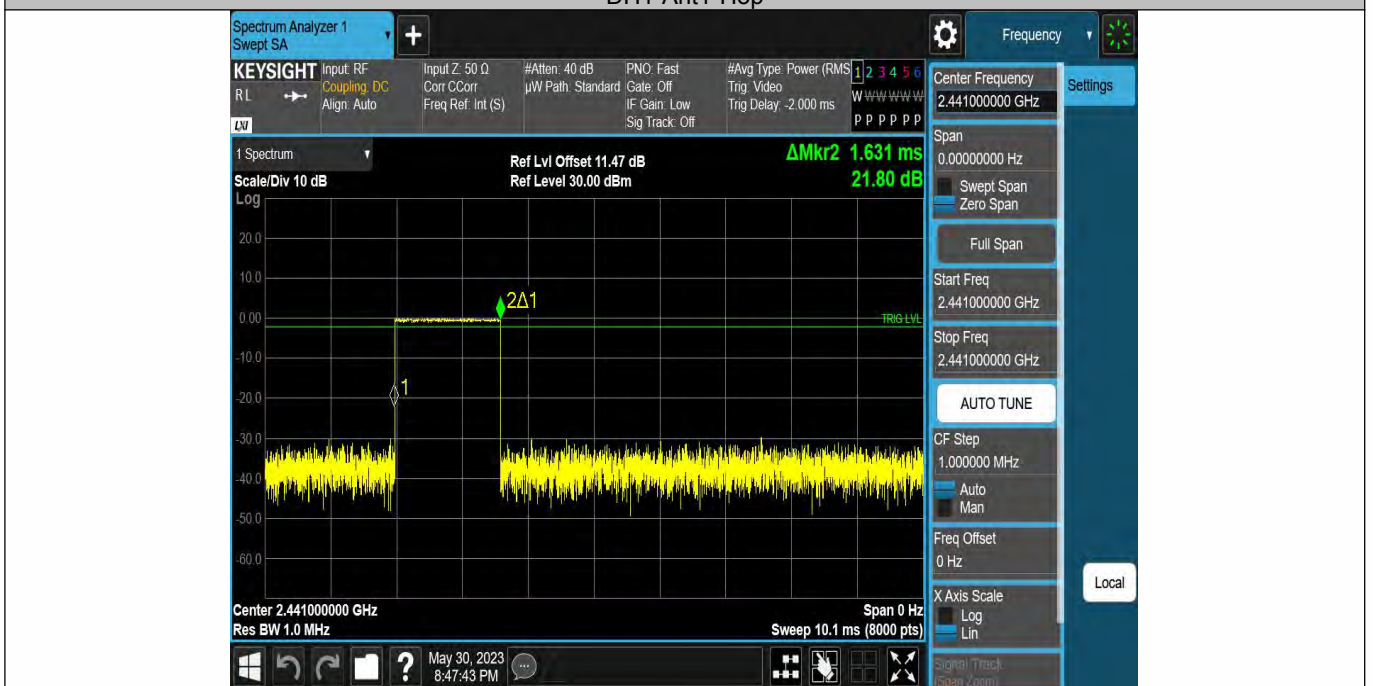 Spectrum Analyzer 1
Swept SA
Frequency
KEYSIGHT
RL
LXI
Input: RF
Coupling: DC
Align: Auto
Input Z: 50 Ω
Corr CCorr
Freq Ref: Int (S)
#Atten: 40 dB
µW Path: Standard
PNO: Fast
Gate: Off
IF Gain: Low
Sig Track: Off
#Avg Type: Power (RMS
Trig: Video
Trig Delay: -2.000 ms
1 2 3 4 5 6
W W W W W W
P P P P P P
Center Frequency
2.441000000 GHz
Settings
1 Spectrum
Ref Lvl Offset 11.47 dB
ΔMkr2 1.631 ms
Scale/Div 10 dB
Ref Level 30.00 dBm
21.80 dB
Log
20.0
10.0
0.00
-10.0
-20.0
-30.0
-40.0
-50.0
-60.0
2Δ1
TRIG LVL
1
Span
0.00000000 Hz
Swept Span
Zero Span
Full Span
Start Freq
2.441000000 GHz
Stop Freq
2.441000000 GHz
AUTO TUNE
CF Step
1.000000 MHz
Auto
Man
Freq Offset
0 Hz
X Axis Scale
Log
Lin
Signal Track
(Span Zoom)
Local
Center 2.441000000 GHz
Span 0 Hz
Res BW 1.0 MHz
Sweep 10.1 ms (8000 pts)
May 30, 2023
8:47:43 PM